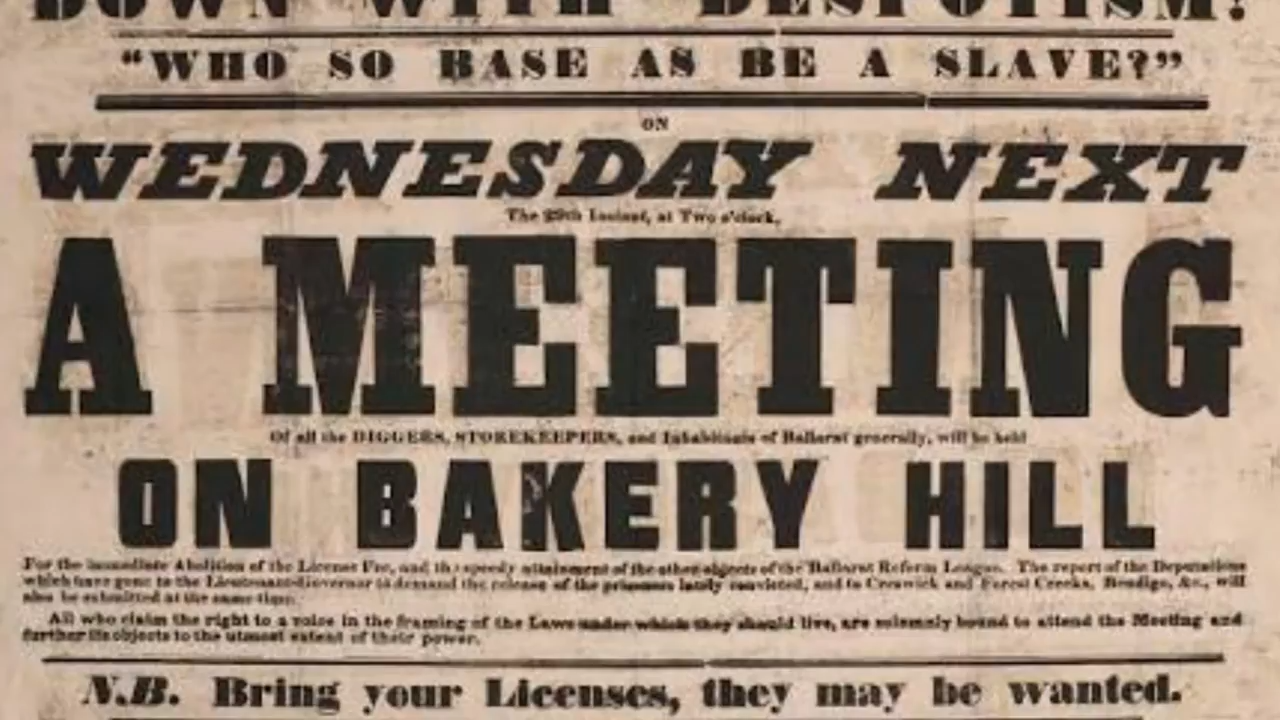 DOWN WITH DESPOTISM!
“WHO SO BASE AS BE A SLAVE?”
ON
WEDNESDAY NEXT
The 29th Instant, at Two o'clock,
A MEETING
Of all the DIGGERS, STOREKEEPERS, and Inhabitants of Ballarat generally, will be held
ON BAKERY HILL
For the immediate Abolition of the License Fee, and the speedy attainment of the other objects of the Ballarat Reform League. The report of the Deputations
which have gone to the Lieutenant-Governor to demand the release of the prisoners lately convicted, and to Creswick and Forest Creeks, Bendigo, &c., will
also be submitted at the same time.
All who claim the right to a voice in the framing of the Laws under which they should live, are solemnly bound to attend the Meeting and
further its objects to the utmost extent of their power.
N.B. Bring your Licenses, they may be wanted.